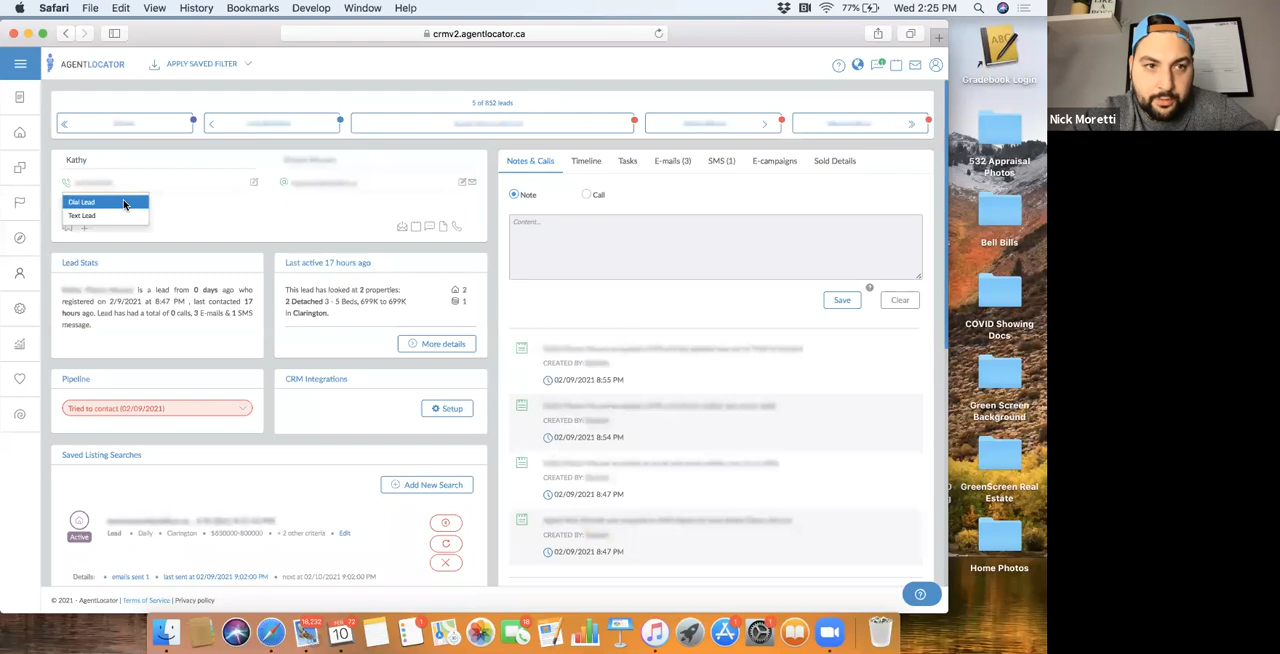 Safari File Edit View History Bookmarks Develop Window Help
77% Wed 2:25 PM
crmv2.agentlocator.ca
AGENTLOCATOR APPLY SAVED FILTER
5 of 852 leads
Kathy
Dial Lead
Text Lead
Lead Stats
is a lead from 0 days ago who
registered on 2/9/2021 at 8:47 PM , last contacted 17
hours ago. Lead has had a total of 0 calls, 3 E-mails & 1 SMS
message.
Last active 17 hours ago
This lead has looked at 2 properties:
2 Detached 3 - 5 Beds, 699K to 699K
in Clarington.
2
1
More details
Pipeline
Tried to contact (02/09/2021)
CRM Integrations
Setup
Saved Listing Searches
Add New Search
Active
Lead • Daily • Clarington • $650000-800000 • + 2 other criteria • Edit
Details: • emails sent 1 • last sent at 02/09/2021 9:02:00 PM • next at 02/10/2021 9:02:00 PM
Notes & Calls Timeline Tasks E-mails (3) SMS (1) E-campaigns Sold Details
Note Call
Content...
Save Clear
CREATED BY:
02/09/2021 8:55 PM
CREATED BY:
02/09/2021 8:54 PM
CREATED BY:
02/09/2021 8:47 PM
CREATED BY:
02/09/2021 8:47 PM
© 2021 - AgentLocator | Terms of Service | Privacy policy
ABC
Gradebook Login
532 Appraisal
Photos
Bell Bills
COVID Showing
Docs
Green Screen
Background
GreenScreen Real
Estate
Home Photos
Nick Moretti
18,232
FEB
10
72
1
18
1
1